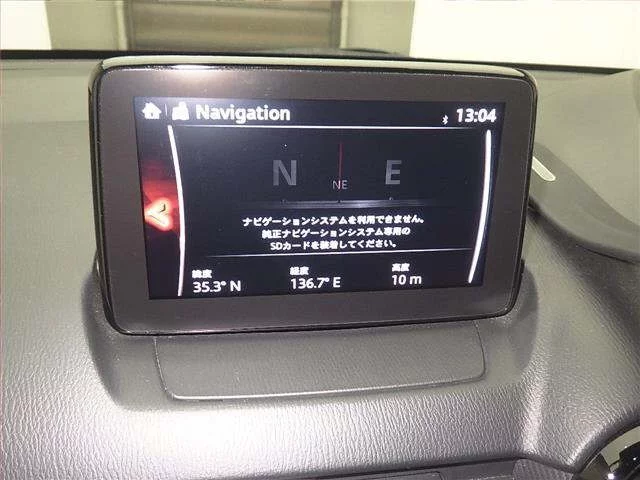 Navigation
13:04
N
NE
E
ナビゲーションシステムを利用できません。
純正ナビゲーションシステム専用の
SDカードを装着してください。
緯度 経度 高度
35.3° N 136.7° E 10 m